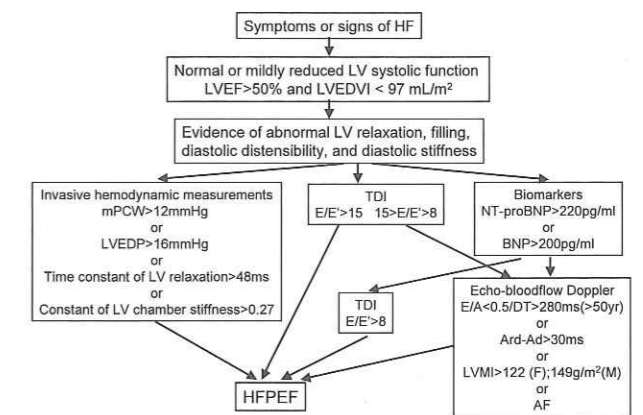 Symptoms or signs of HF
Normal or mildly reduced LV systolic function
LVEF>50% and LVEDVI < 97 mL/m²
Evidence of abnormal LV relaxation, filling,
diastolic distensibility, and diastolic stiffness
Invasive hemodynamic measurements
mPCW>12mmHg
or
LVEDP>16mmHg
or
Time constant of LV relaxation>48ms
or
Constant of LV chamber stiffness>0.27
TDI
E/E'>15 15>E/E'>8
Biomarkers
NT-proBNP>220pg/ml
or
BNP>200pg/ml
TDI
E/E'>8
Echo-bloodflow Doppler
E/A<0.5/DT>280ms(>50yr)
or
Ard-Ad>30ms
or
LVMI>122 (F);149g/m²(M)
or
AF
HFPEF